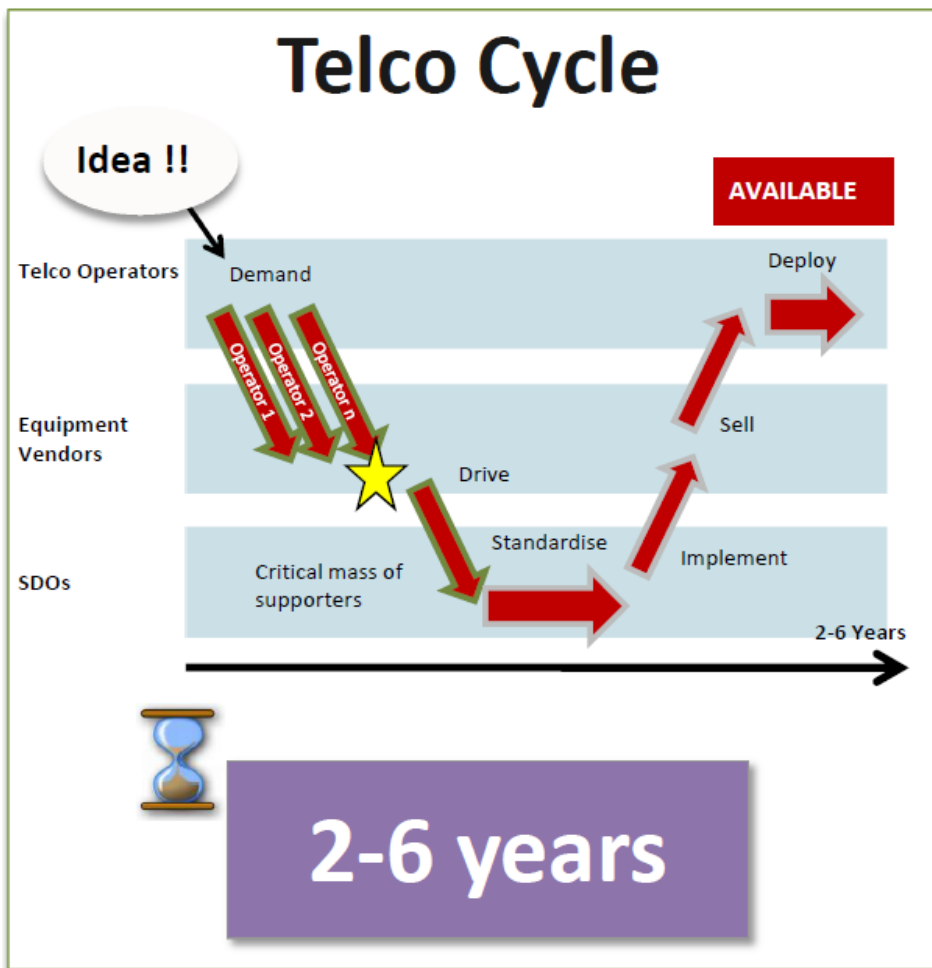 Telco Cycle
Idea !!
AVAILABLE
Telco Operators
Demand
Deploy
Operator 1
Operator 2
Operator n
Equipment
Vendors
Sell
Drive
Standardise
SDOs
Critical mass of
supporters
Implement
2-6 Years
2-6 years